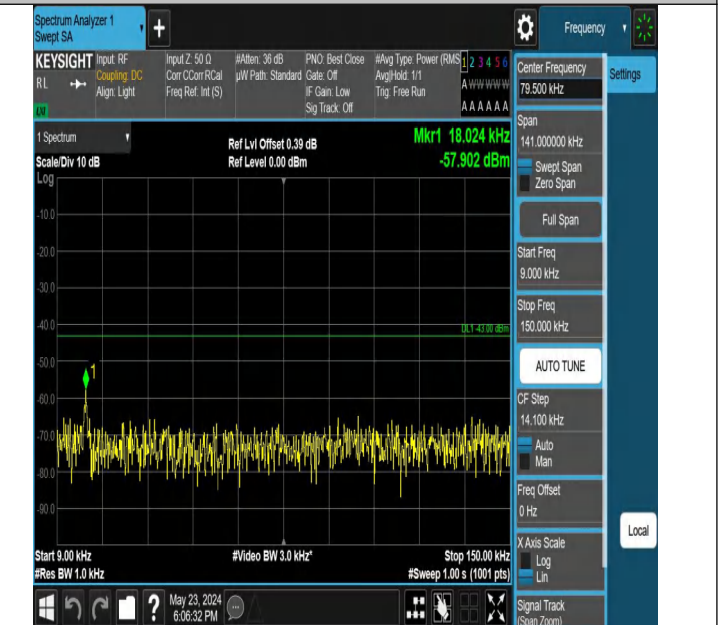 Spectrum Analyzer 1
Swept SA
+
Frequency
KEYSIGHT
RL
Input: RF
Coupling: DC
Align: Light
Input Z: 50 Ω
Corr CCorr RCal
Freq Ref: Int (S)
#Atten: 36 dB
µW Path: Standard
PNO: Best Close
Gate: Off
IF Gain: Low
Sig Track: Off
#Avg Type: Power (RMS
Avg|Hold: 1/1
Trig: Free Run
1 2 3 4 5 6
A W W W W W
A A A A A A
1 Spectrum
Scale/Div 10 dB
Log
Ref Lvl Offset 0.39 dB
Ref Level 0.00 dBm
Mkr1 18.024 kHz
-57.902 dBm
-10.0
-20.0
-30.0
-40.0
DL1 -43.00 dBm
-50.0
1
-60.0
-70.0
-80.0
-90.0
Start 9.00 kHz
#Res BW 1.0 kHz
#Video BW 3.0 kHz*
Stop 150.00 kHz
#Sweep 1.00 s (1001 pts)
?
May 23, 2024
6:06:32 PM
Center Frequency
79.500 kHz
Settings
Span
141.000000 kHz
Swept Span
Zero Span
Full Span
Start Freq
9.000 kHz
Stop Freq
150.000 kHz
AUTO TUNE
CF Step
14.100 kHz
Auto
Man
Freq Offset
0 Hz
X Axis Scale
Log
Lin
Local
Signal Track
(Span Zoom)